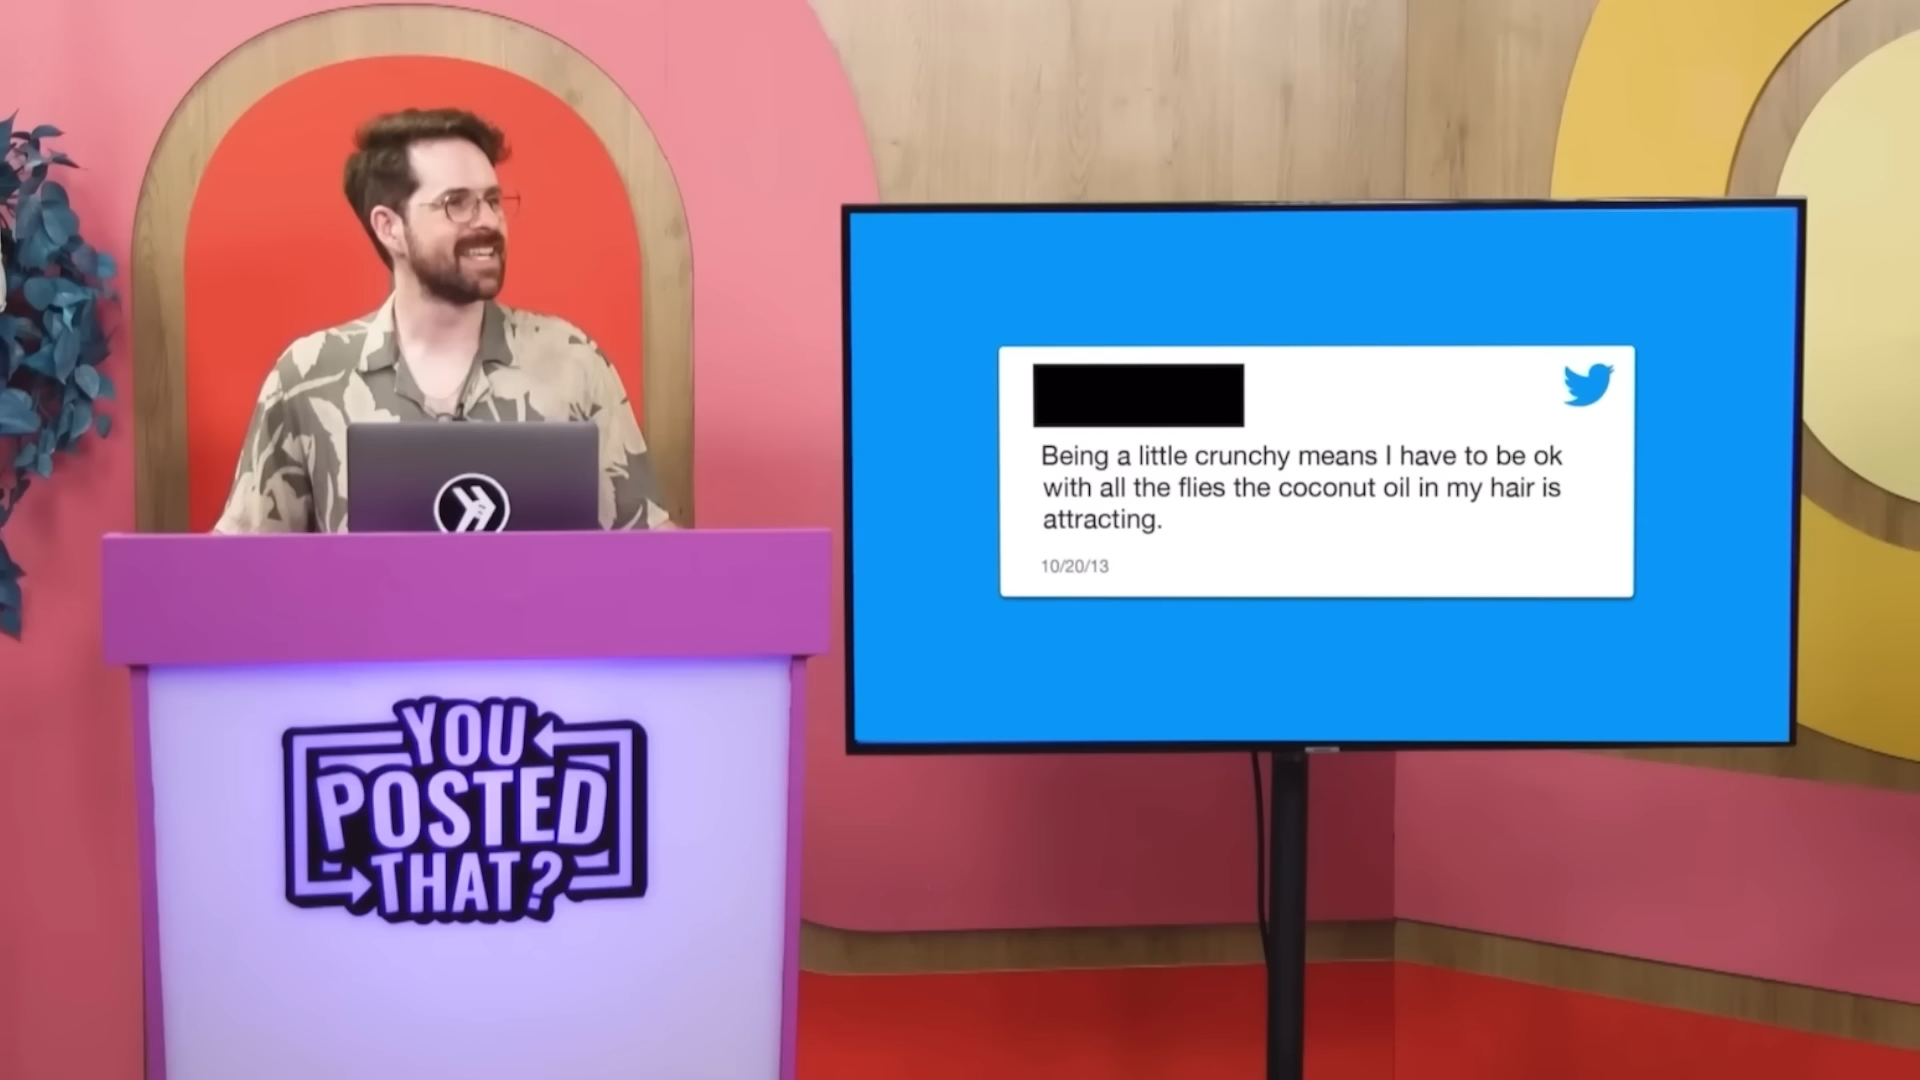 Being a little crunchy means I have to be ok
with all the flies the coconut oil in my hair is
attracting.
10/20/13
YOU
POSTED
THAT?